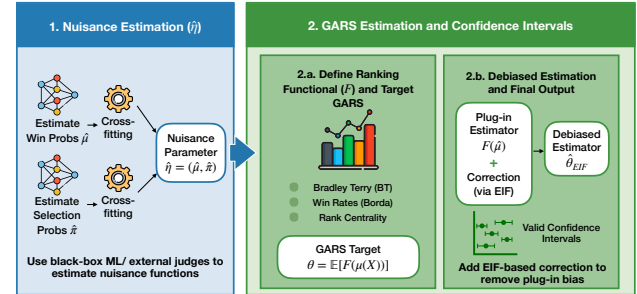 1. Nuisance Estimation (η̂)
Estimate
Win Probs μ̂
Cross-
fitting
Estimate
Selection
Probs π̂
Cross-
fitting
Nuisance
Parameter
η̂ = (μ̂, π̂)
Use black-box ML/ external judges to
estimate nuisance functions
2. GARS Estimation and Confidence Intervals
2.a. Define Ranking
Functional (F) and Target
GARS
Bradley Terry (BT)
Win Rates (Borda)
Rank Centrality
GARS Target
θ = 𝔼[F(μ(X))]
2.b. Debiased Estimation
and Final Output
Plug-in
Estimator
F(μ̂)
+
Correction
(via EIF)
Debiased
Estimator
θ̂_EIF
Valid Confidence
Intervals
Add EIF-based correction to
remove plug-in bias